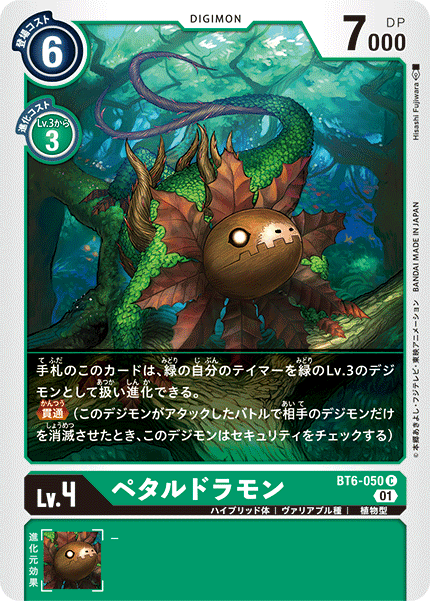 登場コスト
6
DIGIMON
7000
DP
進化コスト
Lv.3から
3
Hisashi Fujiwara
©本郷あきよし・フジテレビ・東映アニメーション
BANDAI MADE IN JAPAN
手札のこのカードは、緑の自分のテイマーを緑のLv.3のデジ
モンとして扱い進化できる。
貫通 (このデジモンがアタックしたバトルで相手のデジモンだけ
を消滅させたとき、このデジモンはセキュリティをチェックする)
Lv.4
ペタルドラモン
BT6-050 C
01
ハイブリッド体 | ヴァリアブル種 | 植物型
進化元効果
–